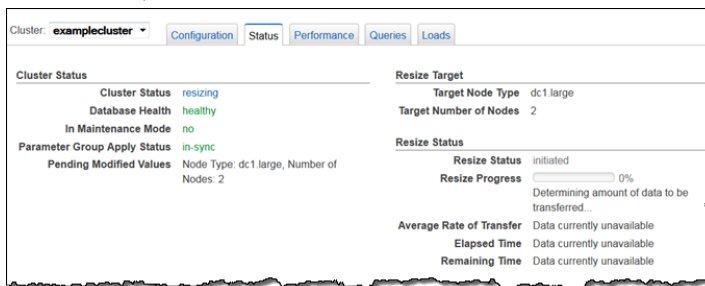 Cluster: examplecluster Configuration Status Performance Queries Loads
Cluster Status
Cluster Status resizing
Database Health healthy
In Maintenance Mode no
Parameter Group Apply Status in-sync
Pending Modified Values Node Type: dc1.large, Number of
Nodes: 2
Resize Target
Target Node Type dc1.large
Target Number of Nodes 2
Resize Status
Resize Status initiated
Resize Progress 0%
Determining amount of data to be
transferred...
Average Rate of Transfer Data currently unavailable
Elapsed Time Data currently unavailable
Remaining Time Data currently unavailable